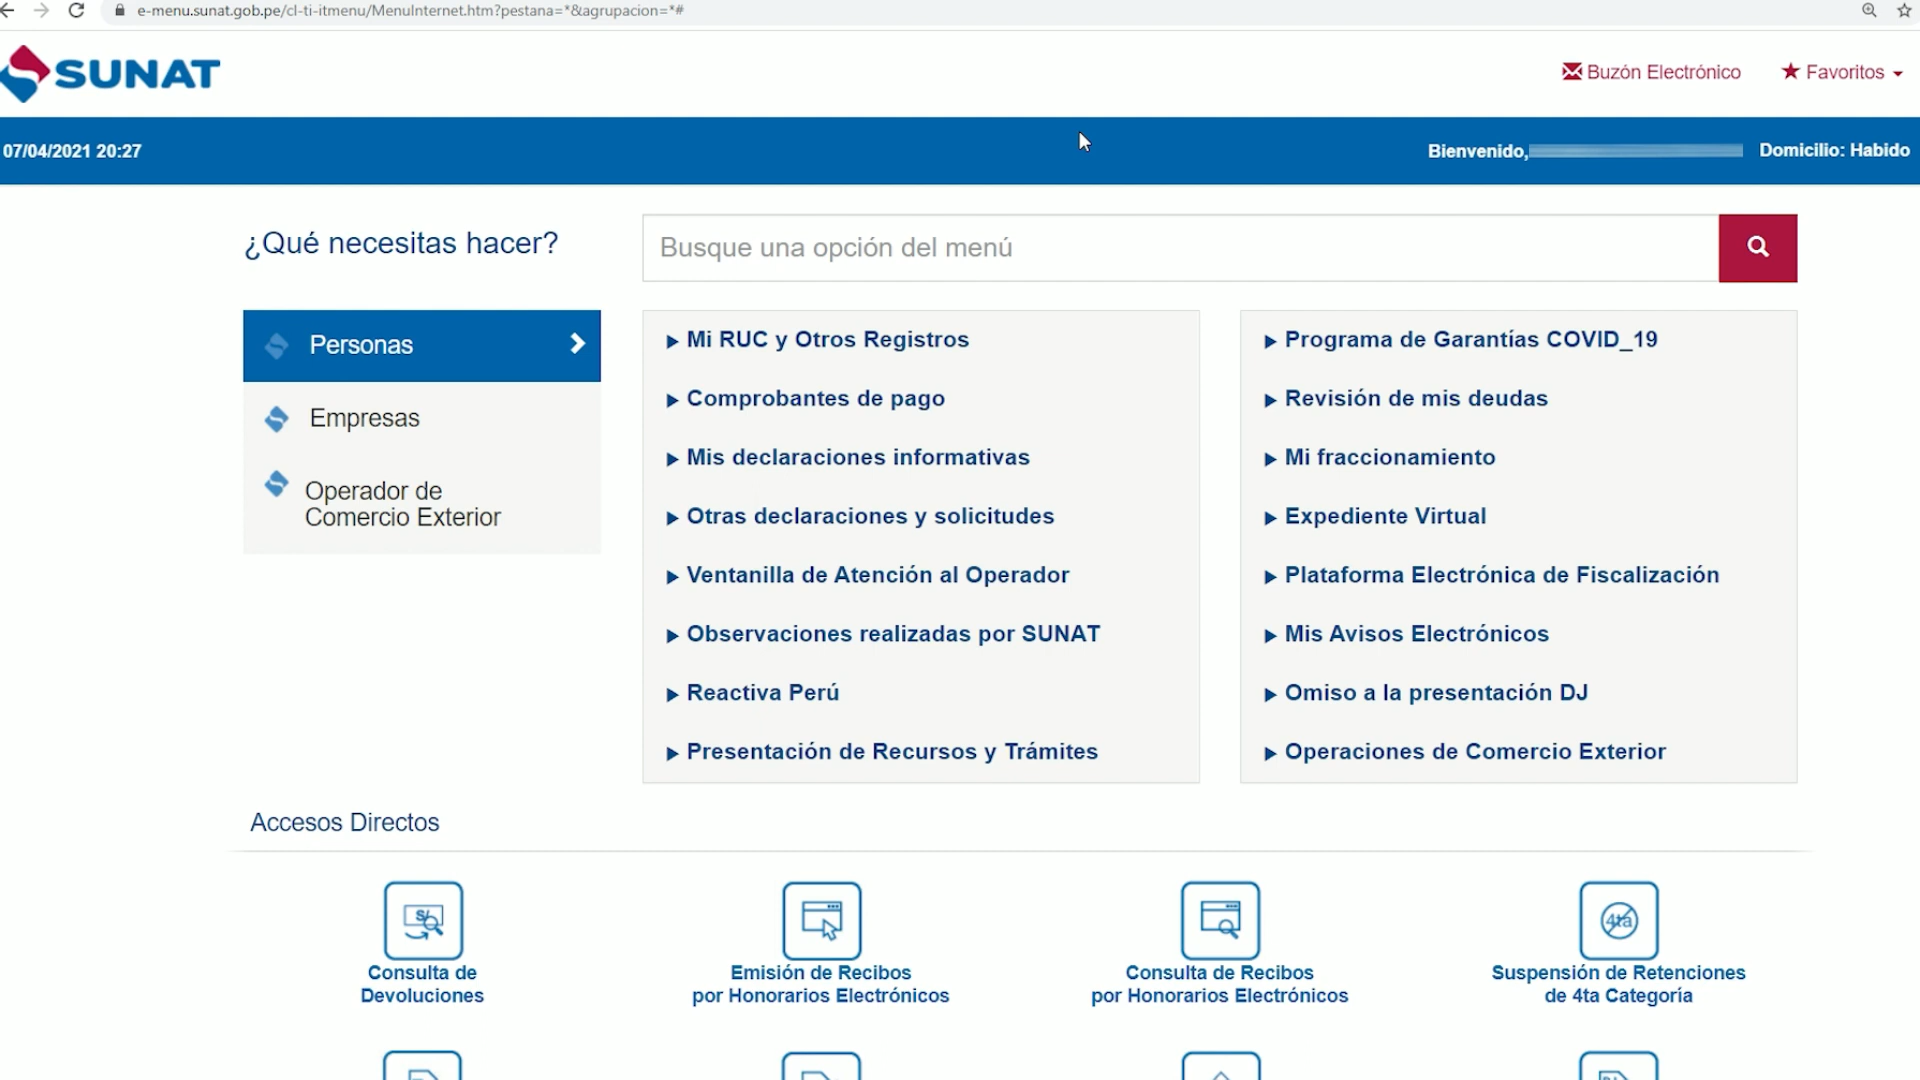 e-menu.sunat.gob.pe/cl-ti-itmenu/MenuInternet.htm?pestana=*&agrupacion=*#
SUNAT
Buzón Electrónico
Favoritos
07/04/2021 20:27
Bienvenido,
Domicilio: Habido
¿Qué necesitas hacer?
Busque una opción del menú
Personas
Empresas
Operador de
Comercio Exterior
Mi RUC y Otros Registros
Comprobantes de pago
Mis declaraciones informativas
Otras declaraciones y solicitudes
Ventanilla de Atención al Operador
Observaciones realizadas por SUNAT
Reactiva Perú
Presentación de Recursos y Trámites
Programa de Garantías COVID_19
Revisión de mis deudas
Mi fraccionamiento
Expediente Virtual
Plataforma Electrónica de Fiscalización
Mis Avisos Electrónicos
Omiso a la presentación DJ
Operaciones de Comercio Exterior
Accesos Directos
S/
Consulta de
Devoluciones
Emisión de Recibos
por Honorarios Electrónicos
Consulta de Recibos
por Honorarios Electrónicos
4ta
Suspensión de Retenciones
de 4ta Categoría